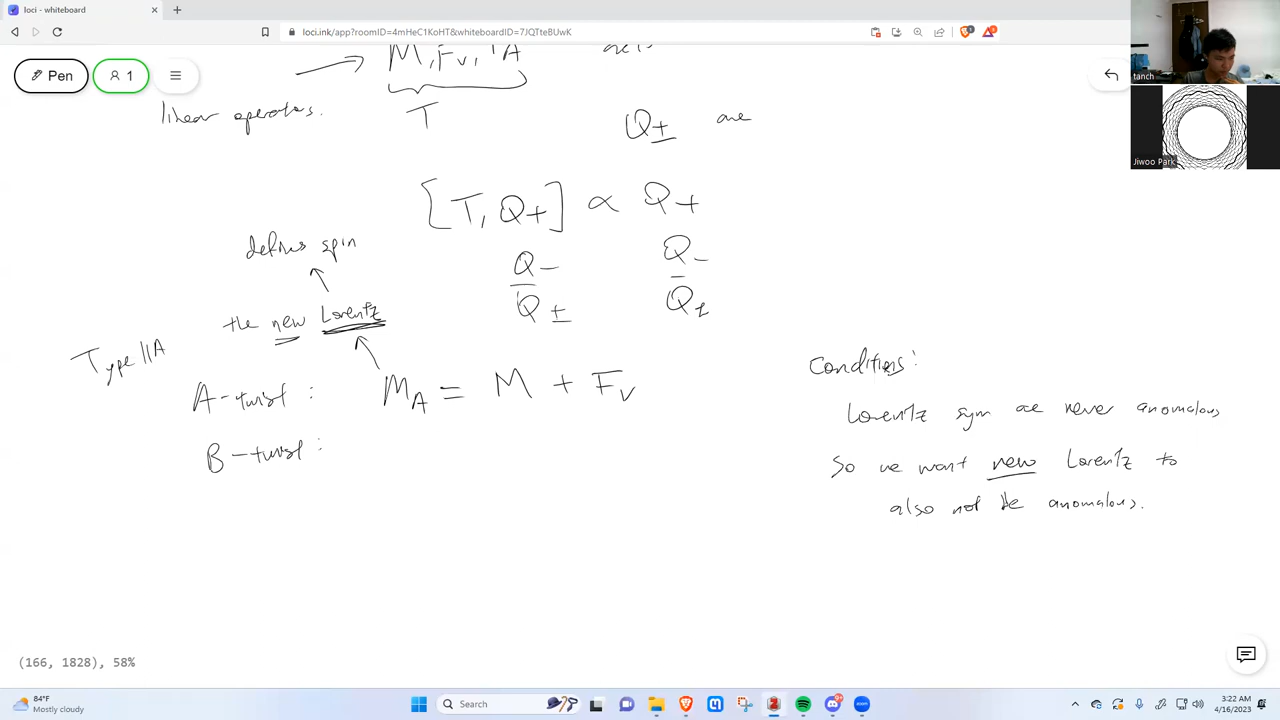 loci - whiteboard
loci.ink/app?roomID=4mHeC1KoHT&whiteboardID=7JQTteBUwK
Pen
1
tanch
Jiwoo Park
M, Fv, FA
linear operators.
T
Q± are
[T, Q+] ∝ Q+
Q- Q-
Q̄± Q̄±
defines spin
the new Lorentz
Type IIA
A-twist : MA = M + Fv
B-twist :
Conditions:
Lorentz sym are never anomalous
So we want new Lorentz to
also not be anomalous.
(166, 1828), 58%
84°F
Mostly cloudy
Search
3:22 AM
4/16/2023